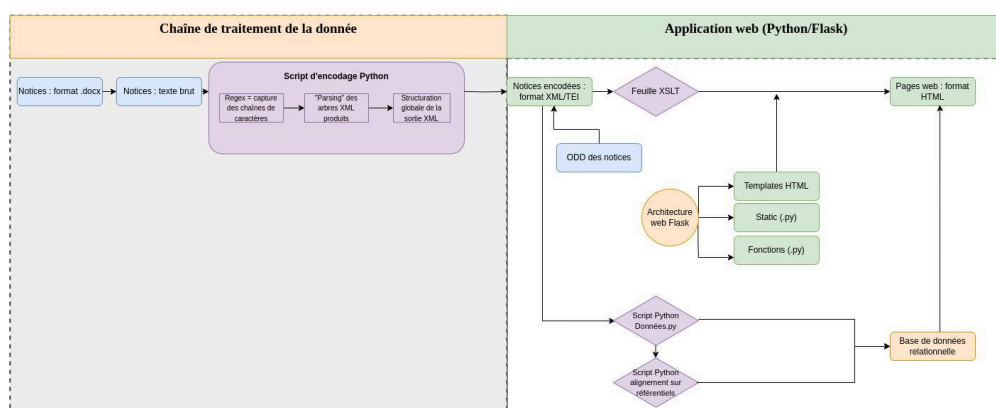 Chaîne de traitement de la donnée
Application web (Python/Flask)
Notices : format .docx
Notices : texte brut
Script d'encodage Python
Regex = capture
des chaînes de
caractères
"Parsing" des
arbres XML
produits
Structuration
globale de la
sortie XML
Notices encodées :
format XML/TEI
Feuille XSLT
Pages web : format
HTML
ODD des notices
Architecture
web Flask
Templates HTML
Static (.py)
Fonctions (.py)
Script Python
Données.py
Script Python
alignement sur
référentiels
Base de données
relationnelle